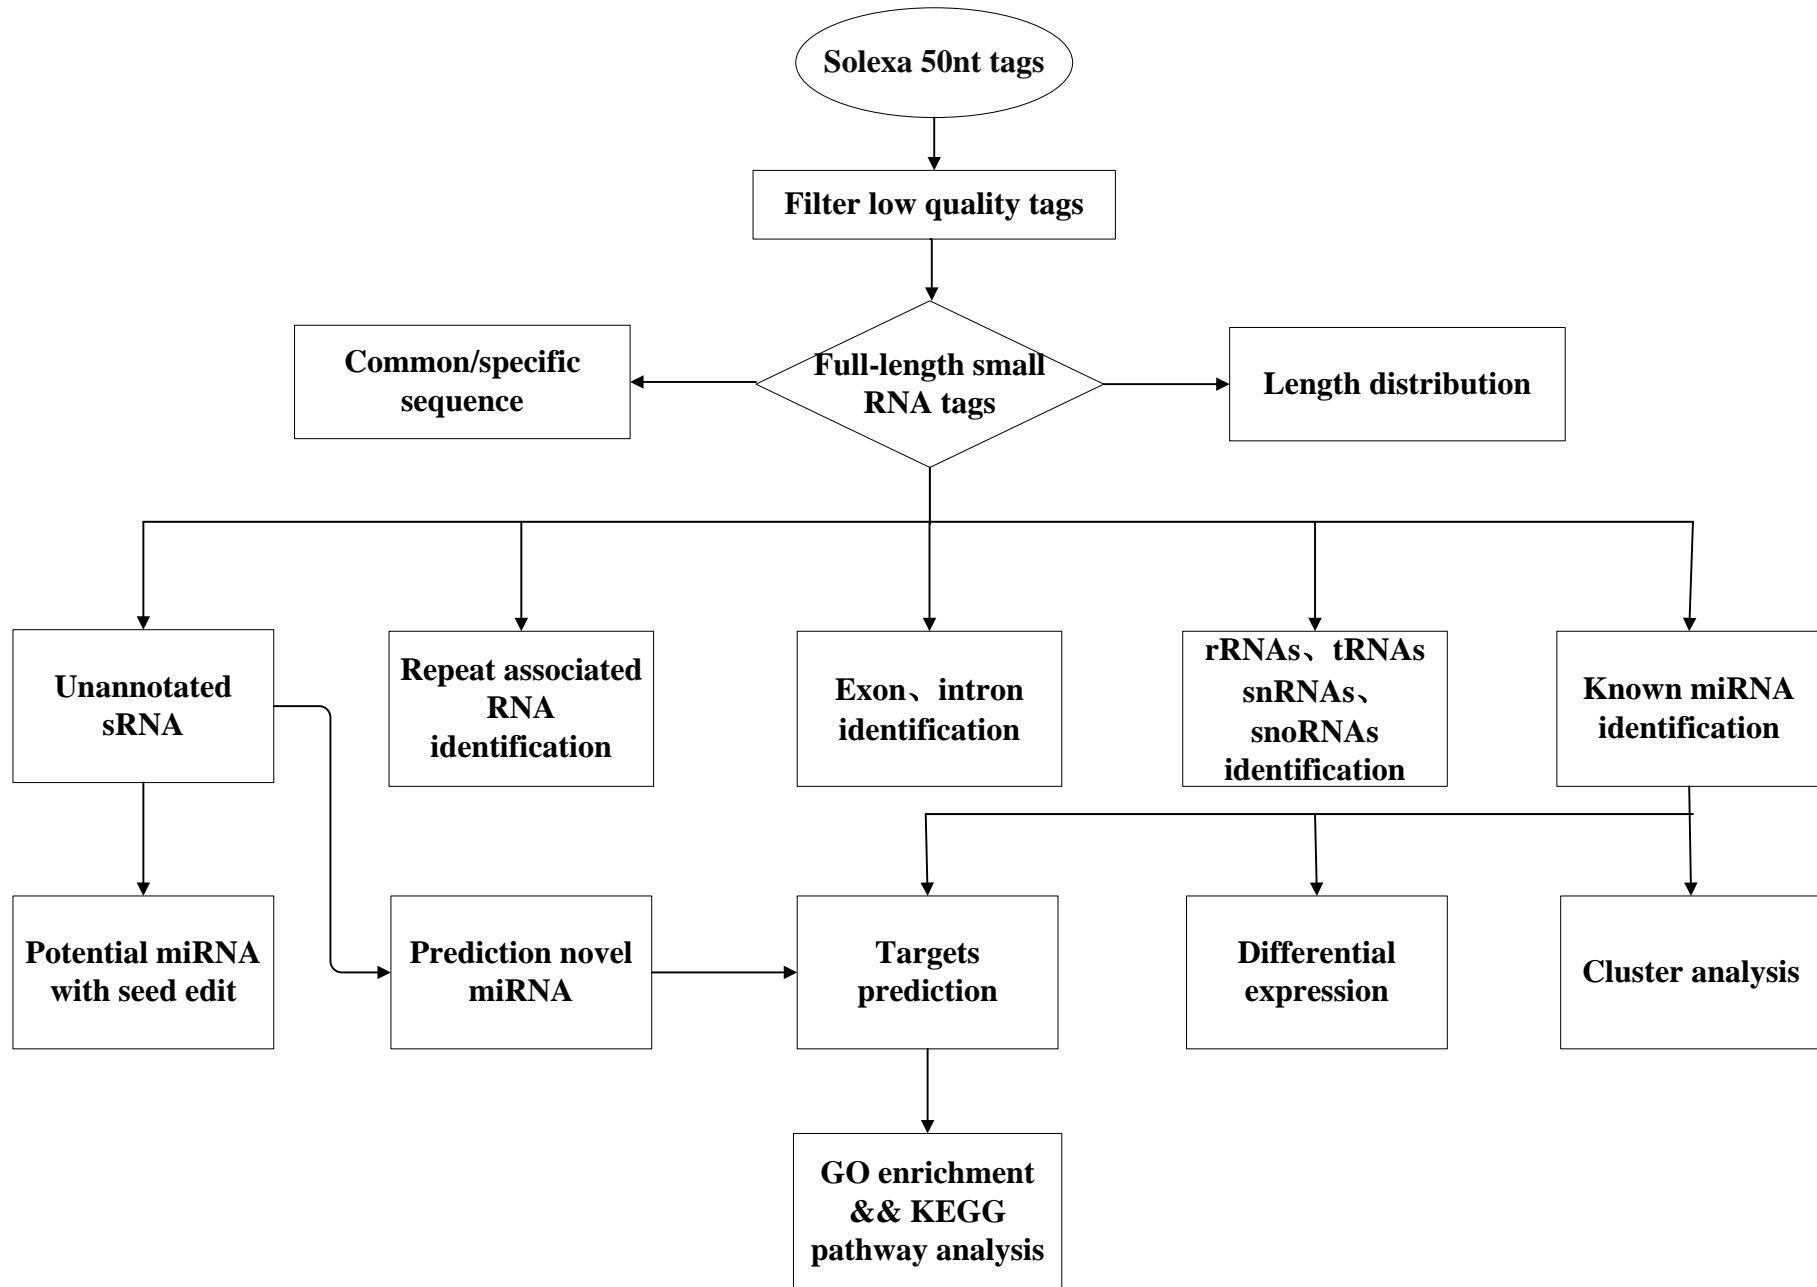 Solexa 50nt tags
Filter low quality tags
Common/specific
sequence
Full-length small
RNA tags
Length distribution
Unannotated
sRNA
Repeat associated
RNA
identification
Exon、intron
identification
rRNAs、tRNAs
snRNAs、
snoRNAs
identification
Known miRNA
identification
Potential miRNA
with seed edit
Prediction novel
miRNA
Targets
prediction
Differential
expression
Cluster analysis
GO enrichment
&& KEGG
pathway analysis